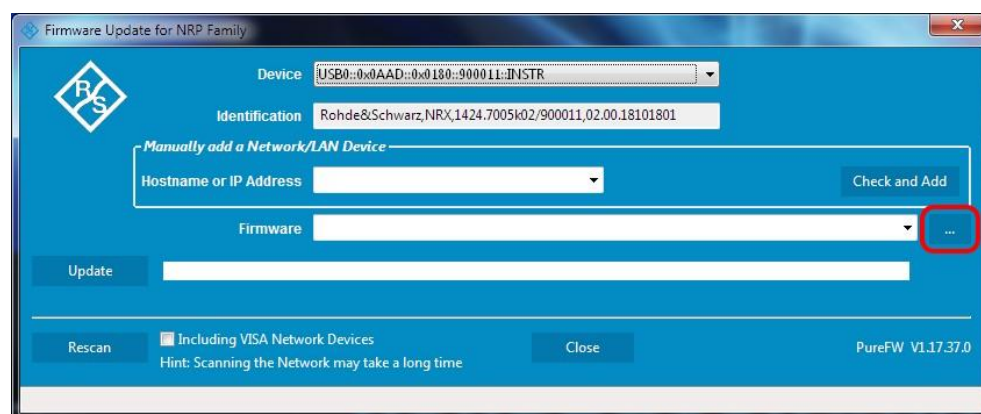 Firmware Update for NRP Family
x
R&S
Device
USB0::0x0AAD::0x0180::900011::INSTR
Identification
Rohde&Schwarz,NRX,1424.7005k02/900011,02.00.18101801
Manually add a Network/LAN Device
Hostname or IP Address
Check and Add
Firmware
...
Update
Rescan
Including VISA Network Devices
Hint: Scanning the Network may take a long time
Close
PureFW V1.17.37.0